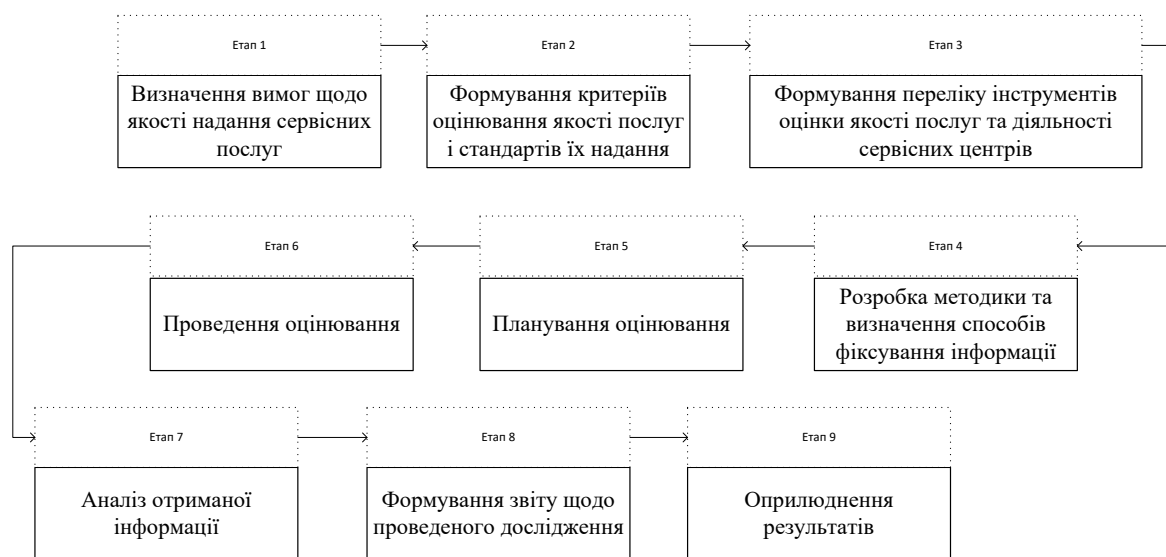 Етап 1
Визначення вимог щодо
якості надання сервісних
послуг
Етап 2
Формування критеріїв
оцінювання якості послуг
і стандартів їх надання
Етап 3
Формування переліку інструментів
оцінки якості послуг та діяльності
сервісних центрів
Етап 4
Розробка методики та
визначення способів
фіксування інформації
Етап 5
Планування оцінювання
Етап 6
Проведення оцінювання
Етап 7
Аналіз отриманої
інформації
Етап 8
Формування звіту щодо
проведеного дослідження
Етап 9
Оприлюднення
результатів